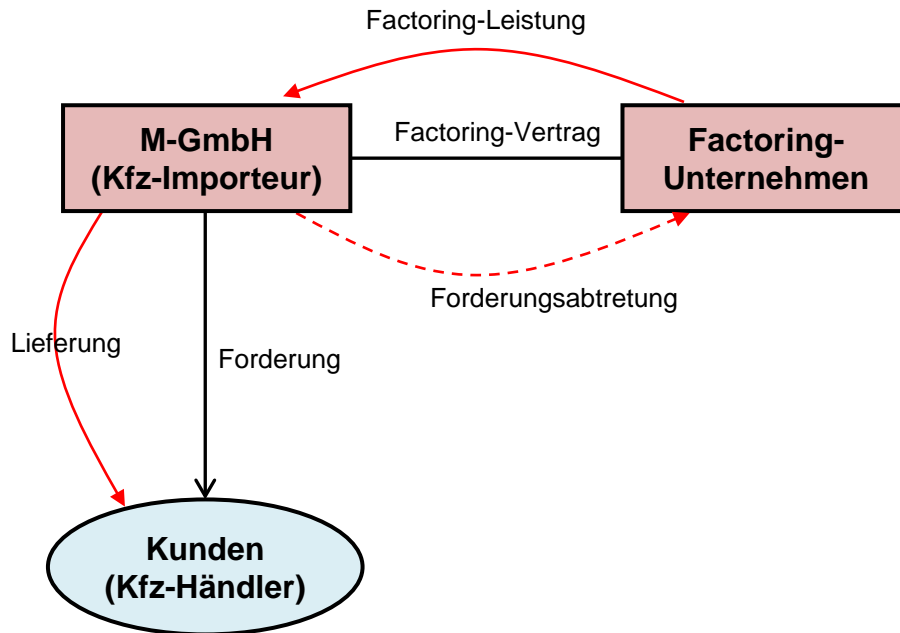 Factoring-Leistung
M-GmbH
(Kfz-Importeur)
Factoring-Vertrag
Factoring-
Unternehmen
Forderungsabtretung
Lieferung
Forderung
Kunden
(Kfz-Händler)